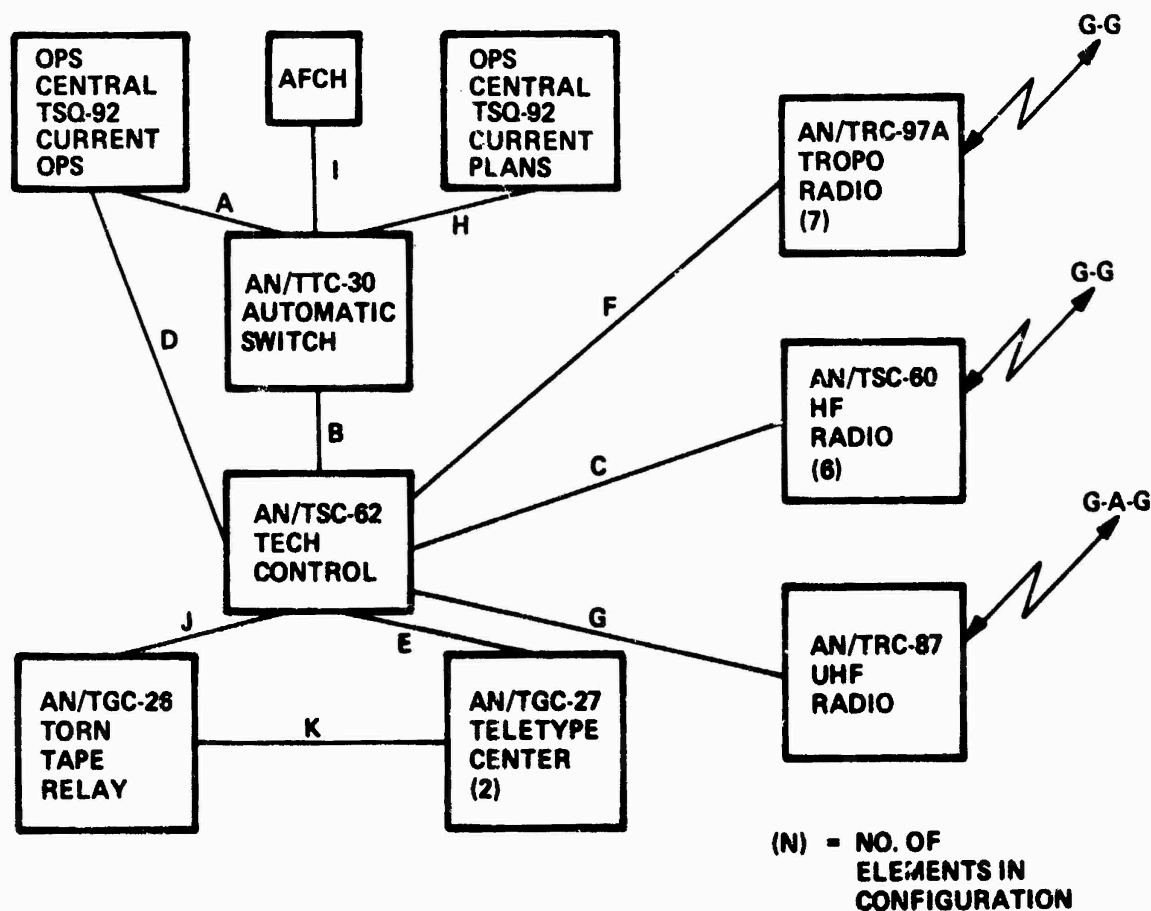 OPS
CENTRAL
TSQ-92
CURRENT
OPS
AFCH
OPS
CENTRAL
TSQ-92
CURRENT
PLANS
G-G
AN/TRC-97A
TROPO
RADIO
(7)
A
I
H
AN/TTC-30
AUTOMATIC
SWITCH
D
F
G-G
AN/TSC-60
HF
RADIO
(6)
B
C
AN/TSC-62
TECH
CONTROL
G-A-G
J
E
G
AN/TRC-87
UHF
RADIO
AN/TGC-26
TORN
TAPE
RELAY
K
AN/TGC-27
TELETYPE
CENTER
(2)
(N) = NO. OF
ELEMENTS IN
CONFIGURATION